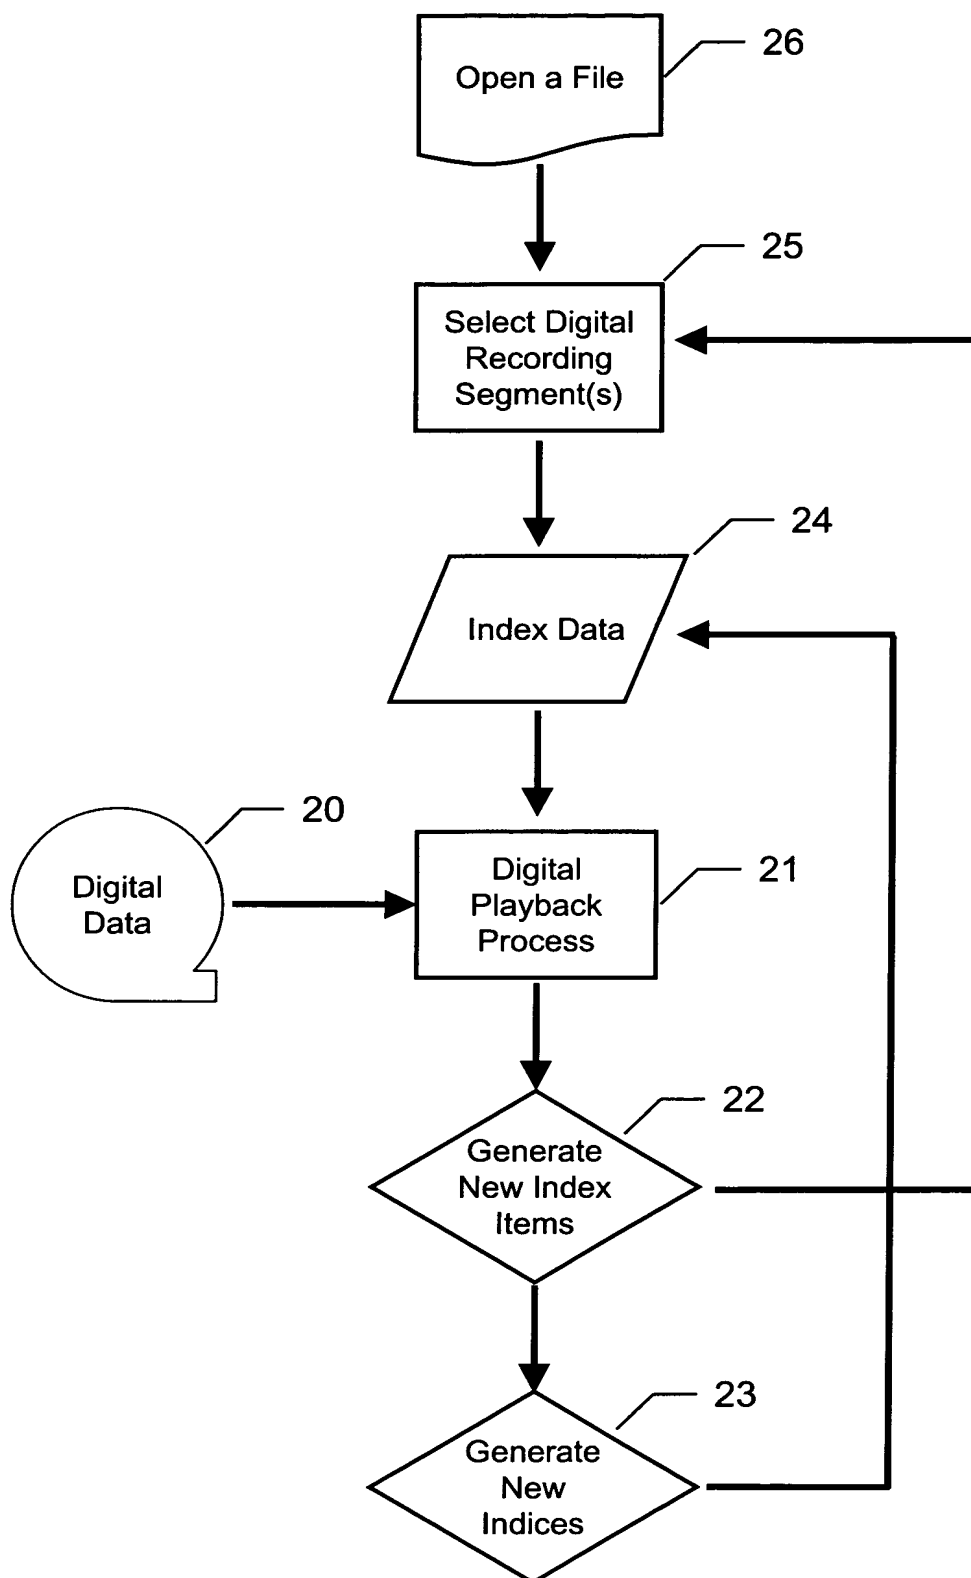 26
Open a File
25
Select Digital
Recording
Segment(s)
24
Index Data
20
Digital
Data
21
Digital
Playback
Process
22
Generate
New Index
Items
23
Generate
New
Indices